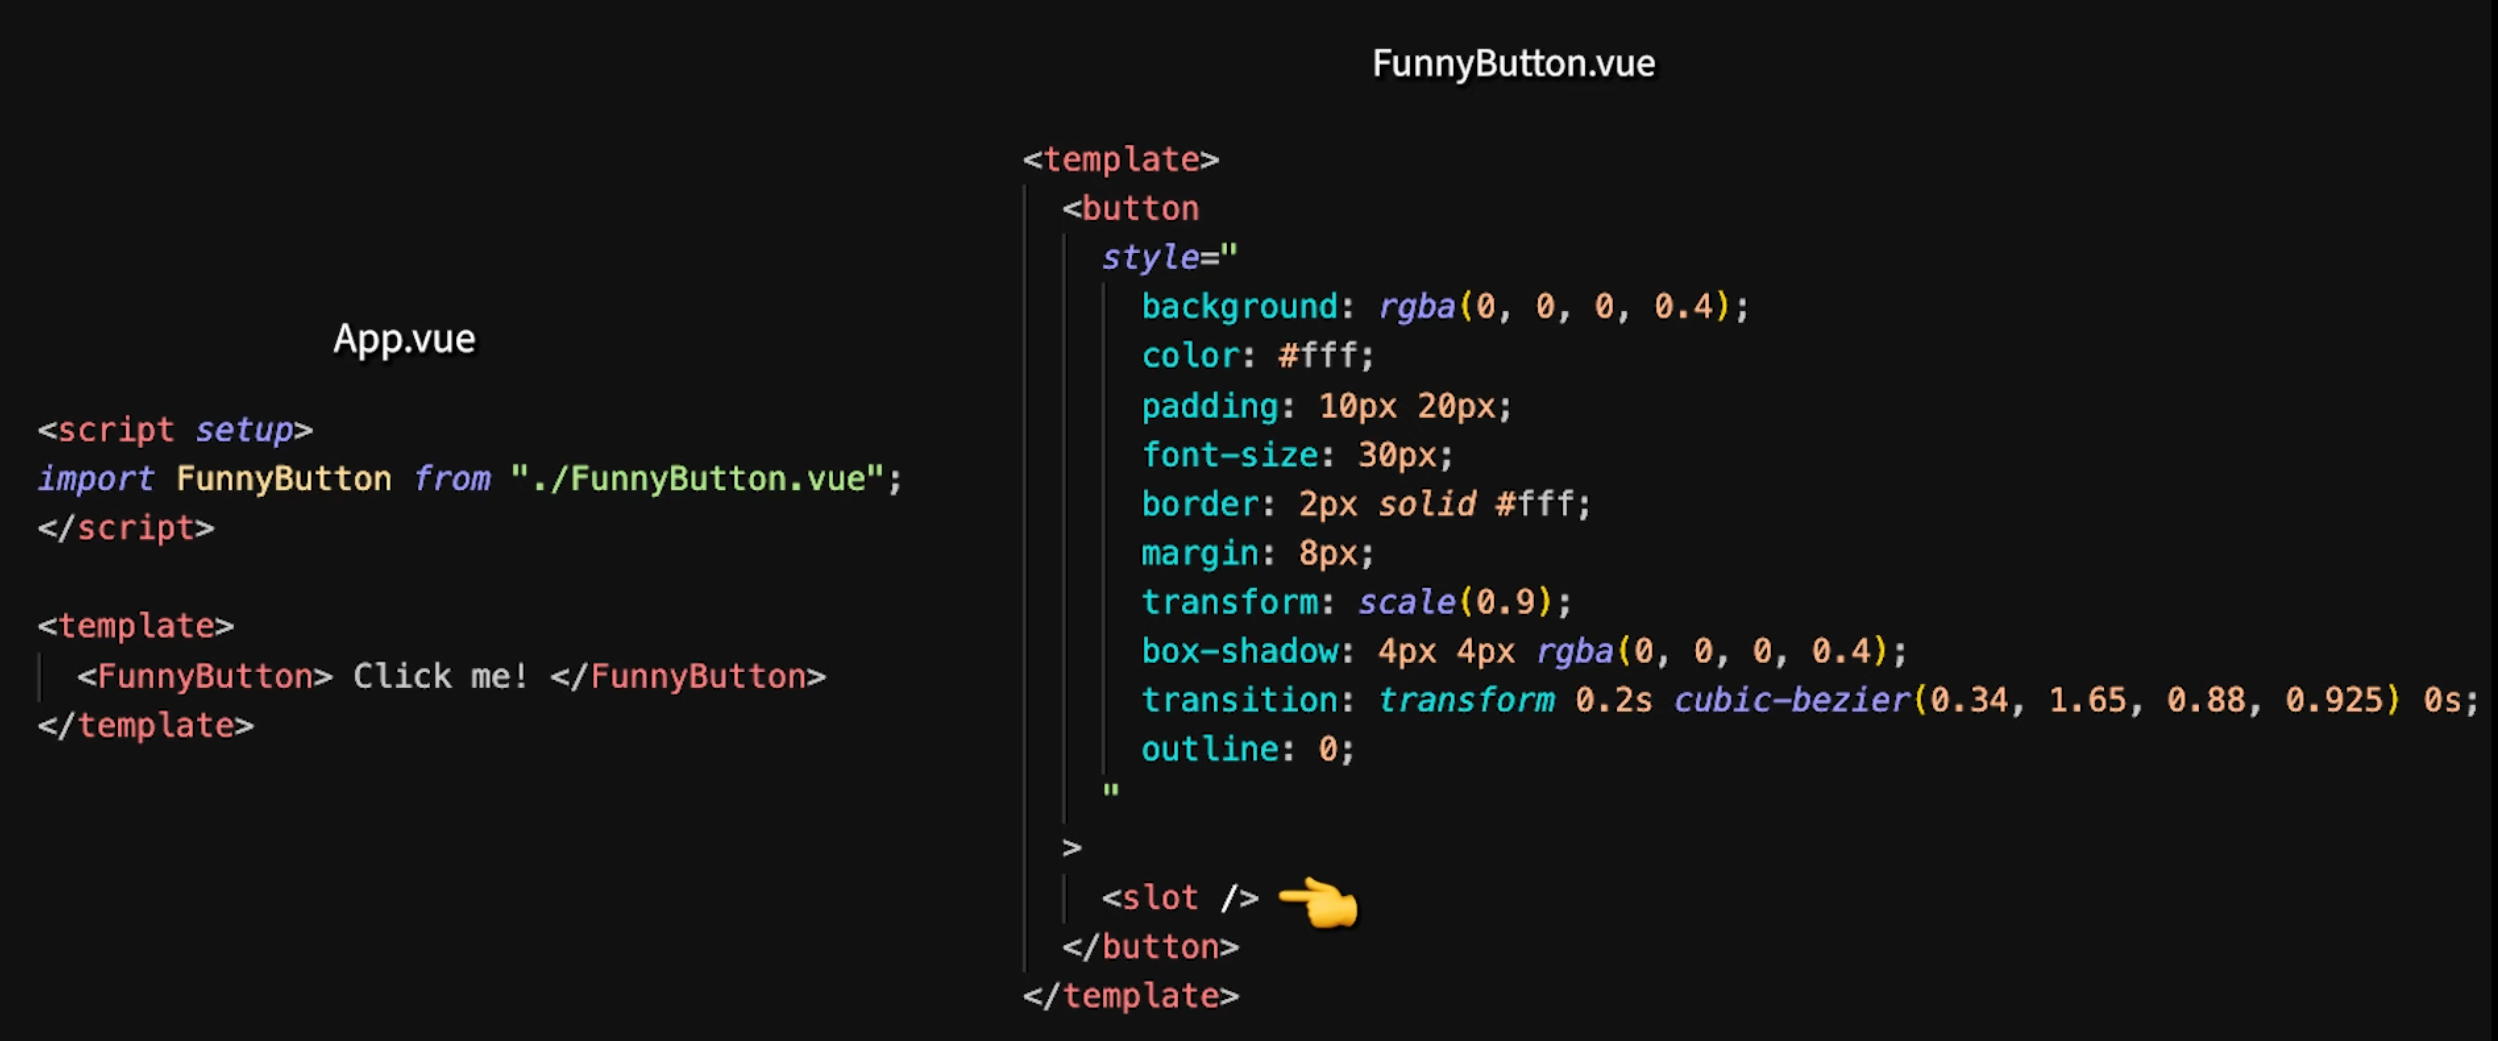 App.vue
<script setup>
import FunnyButton from "./FunnyButton.vue";
</script>
<template>
<FunnyButton> Click me! </FunnyButton>
</template>
FunnyButton.vue
<template>
<button
style="
background: rgba(0, 0, 0, 0.4);
color: #fff;
padding: 10px 20px;
font-size: 30px;
border: 2px solid #fff;
margin: 8px;
transform: scale(0.9);
box-shadow: 4px 4px rgba(0, 0, 0, 0.4);
transition: transform 0.2s cubic-bezier(0.34, 1.65, 0.88, 0.925) 0s;
outline: 0;
"
>
<slot />
</button>
</template>